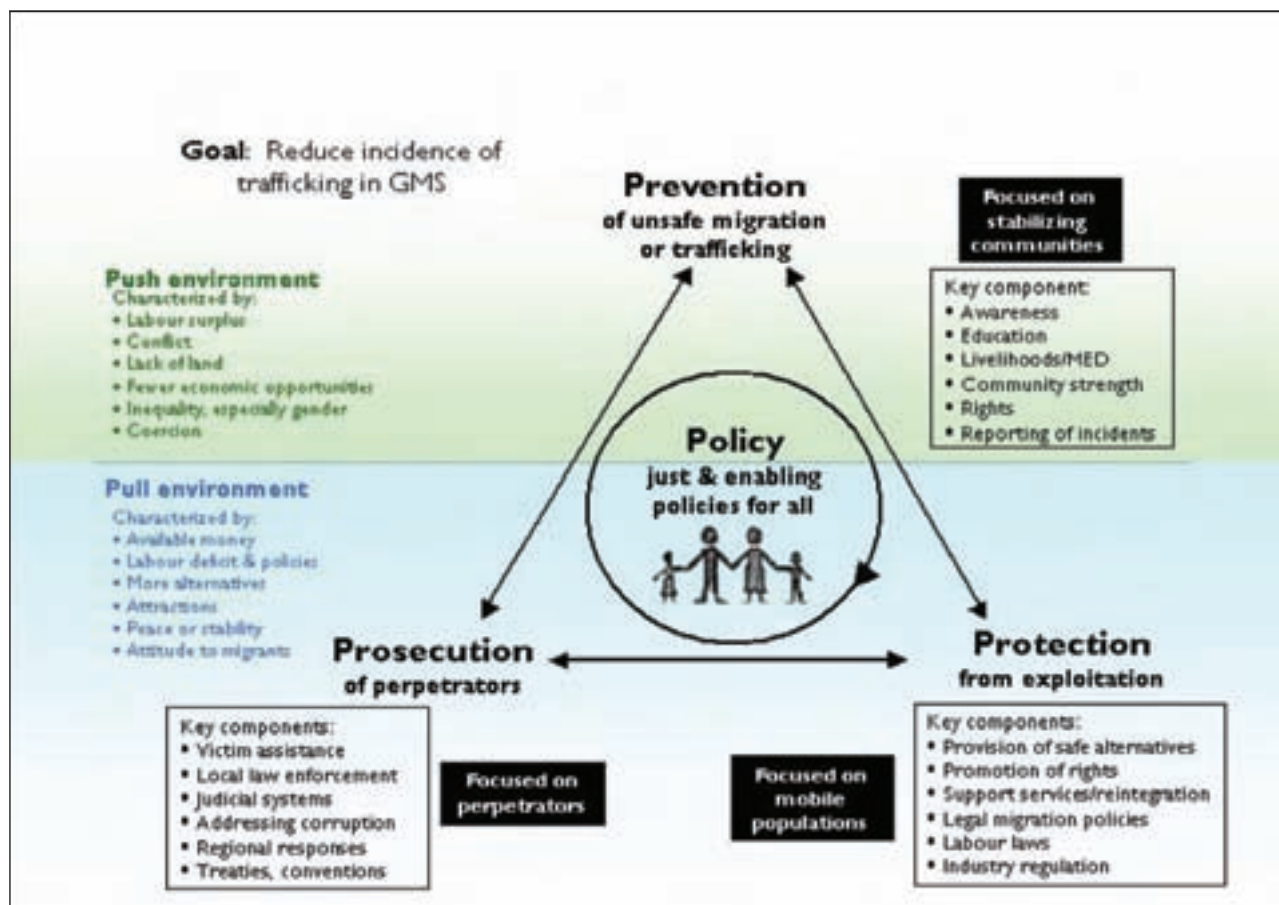 Goal: Reduce incidence of
trafficking in GMS
Prevention
of unsafe migration
or trafficking
Focused on
stabilizing
communities
Key component:
• Awareness
• Education
• Livelihoods/MED
• Community strength
• Rights
• Reporting of incidents
Push environment
Characterized by:
• Labour surplus
• Conflict
• Lack of land
• Fewer economic opportunities
• Inequality, especially gender
• Coercion
Policy
just & enabling
policies for all
Pull environment
Characterized by:
• Available money
• Labour deficit & policies
• More alternatives
• Attractions
• Peace or stability
• Attitude to migrants
Prosecution
of perpetrators
Key components:
• Victim assistance
• Local law enforcement
• Judicial systems
• Addressing corruption
• Regional responses
• Treaties, conventions
Focused on
perpetrators
Focused on
mobile
populations
Protection
from exploitation
Key components:
• Provision of safe alternatives
• Promotion of rights
• Support services/reintegration
• Legal migration policies
• Labour laws
• Industry regulation